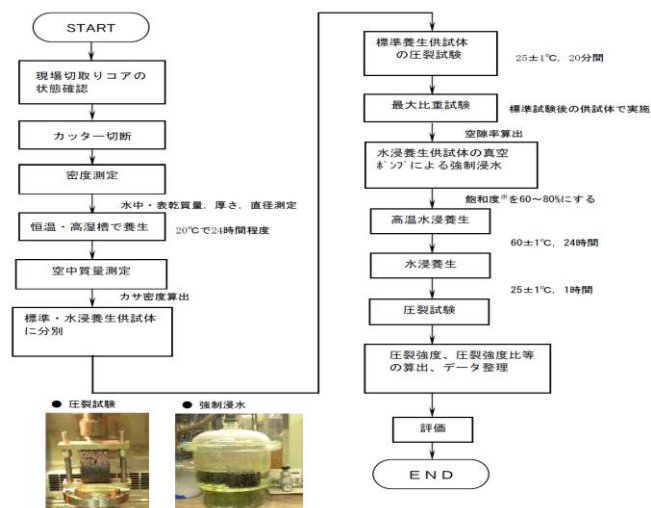 START
現場切取りコアの
状態確認
カッター切断
密度測定
水中・表乾質量, 厚さ, 直径測定
恒温・高湿槽で養生
20℃で24時間程度
空中質量測定
カサ密度算出
標準・水浸養生供試体
に分別
標準養生供試体
の圧裂試験
25±1℃, 20分間
最大比重試験
標準試験後の供試体で実施
空隙率算出
水浸養生供試体の真空
ポンプによる強制浸水
飽和度※を60～80%にする
高温水浸養生
60±1℃, 24時間
水浸養生
25±1℃, 1時間
圧裂試験
圧裂強度、圧裂強度比等
の算出、データ整理
評価
END
● 圧裂試験
● 強制浸水